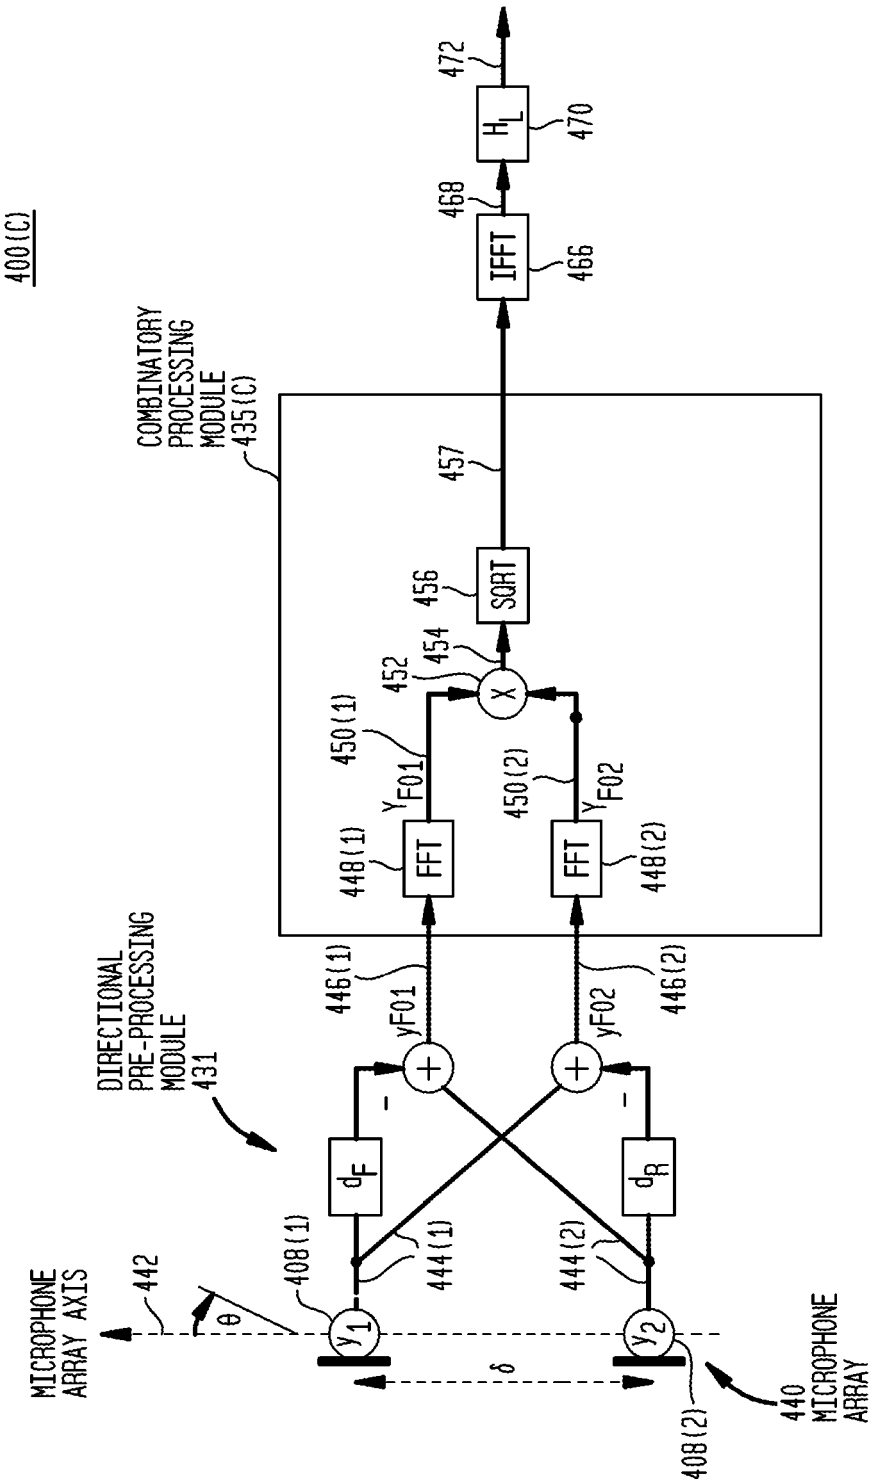 400(C)
COMBINATORY
PROCESSING
MODULE
435(C)
DIRECTIONAL
PRE-PROCESSING
MODULE
431
MICROPHONE
ARRAY AXIS
442
θ
408(1)
y1
dF
–
+
444(1)
446(1)
yF01
448(1)
FFT
YF01
450(1)
452
X
454
456
SQRT
457
IFFT
466
468
HL
470
472
δ
y2
408(2)
444(2)
dR
–
+
yF02
446(2)
FFT
448(2)
450(2)
YF02
440
MICROPHONE
ARRAY